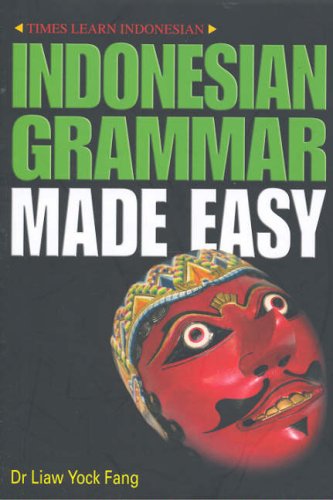 TIMES LEARN INDONESIAN
INDONESIAN
GRAMMAR
MADE EASY
Dr Liaw Yock Fang